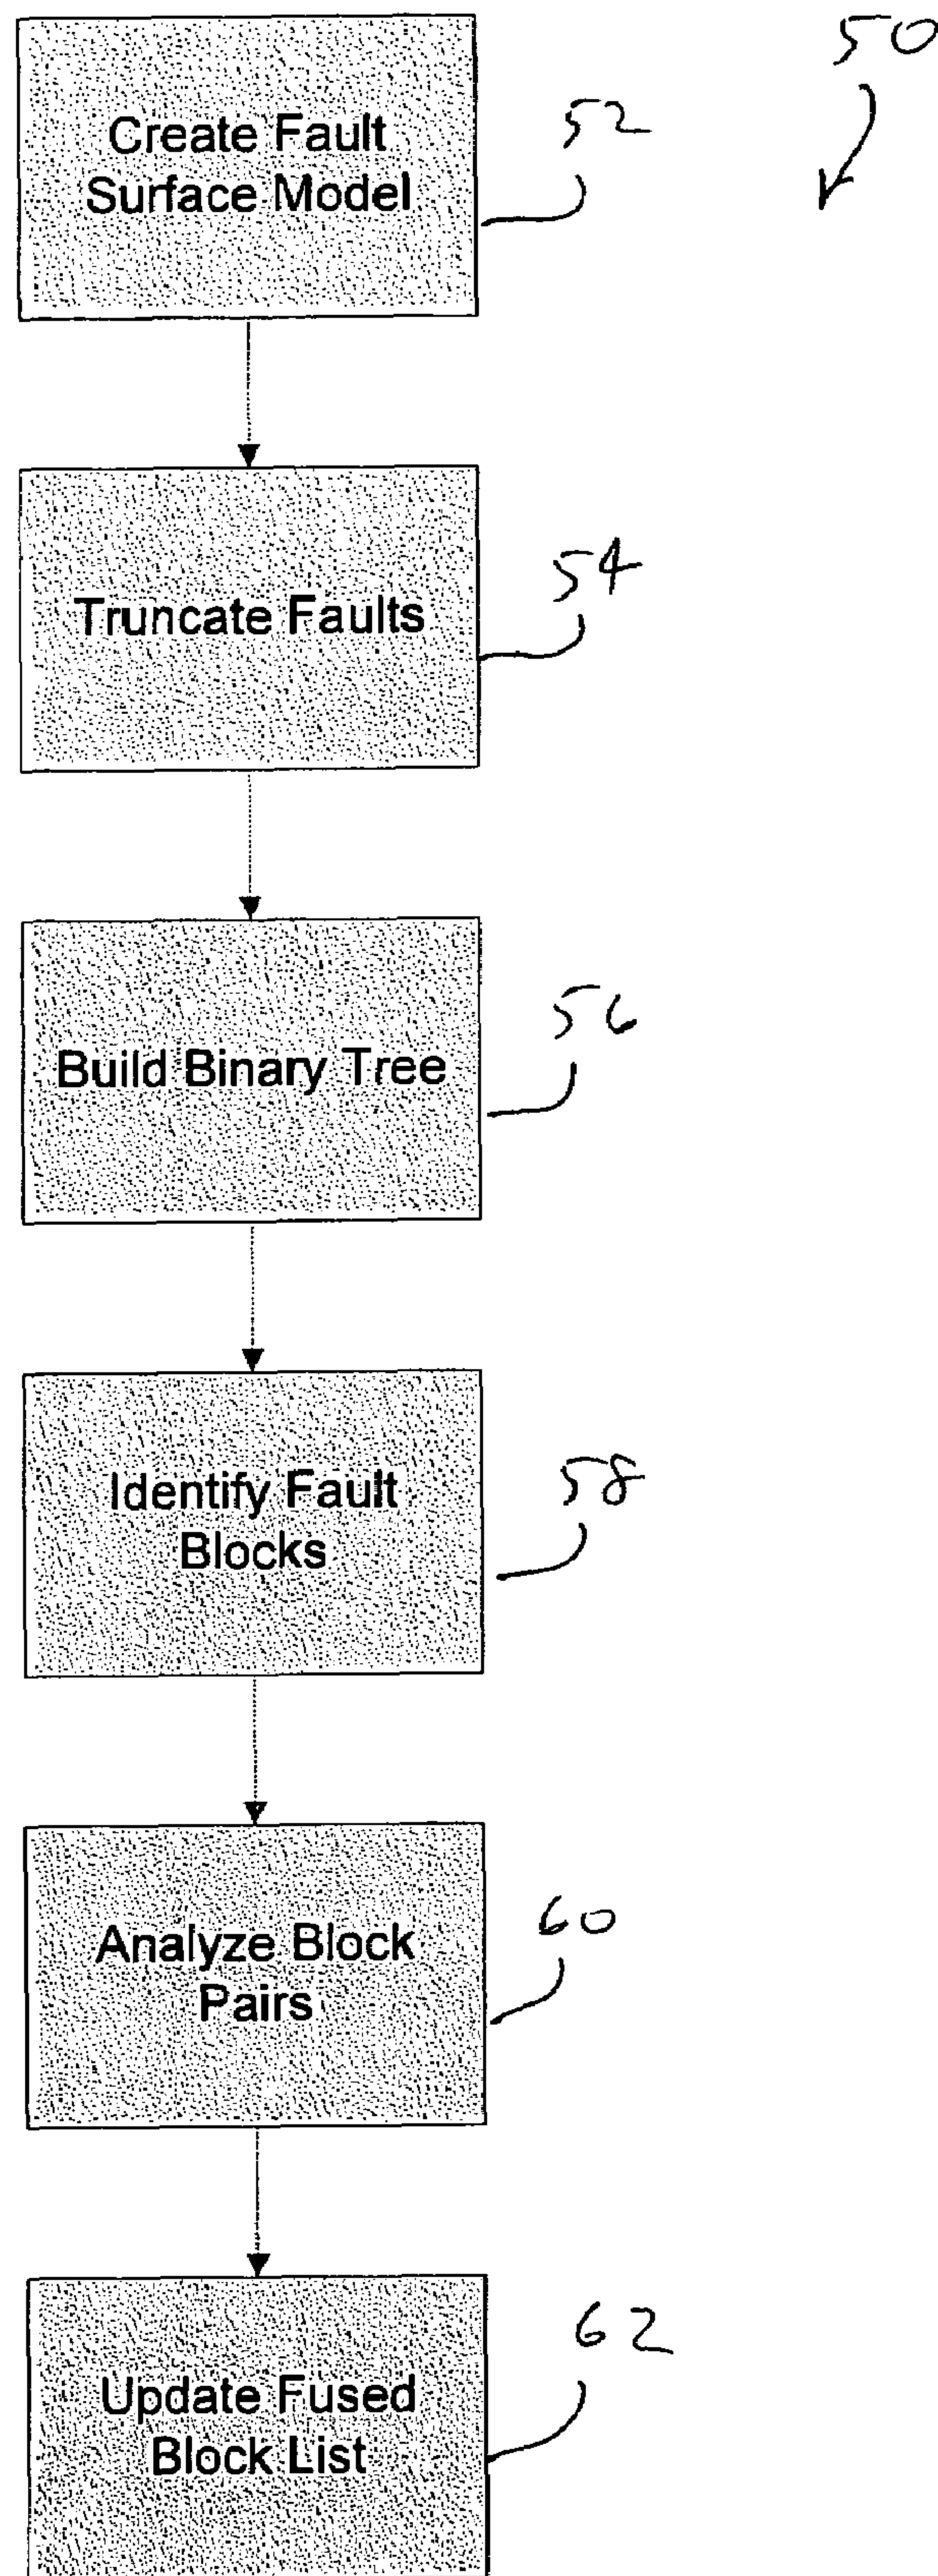 50
Create Fault
Surface Model
52
Truncate Faults
54
Build Binary Tree
56
Identify Fault
Blocks
58
Analyze Block
Pairs
60
Update Fused
Block List
62